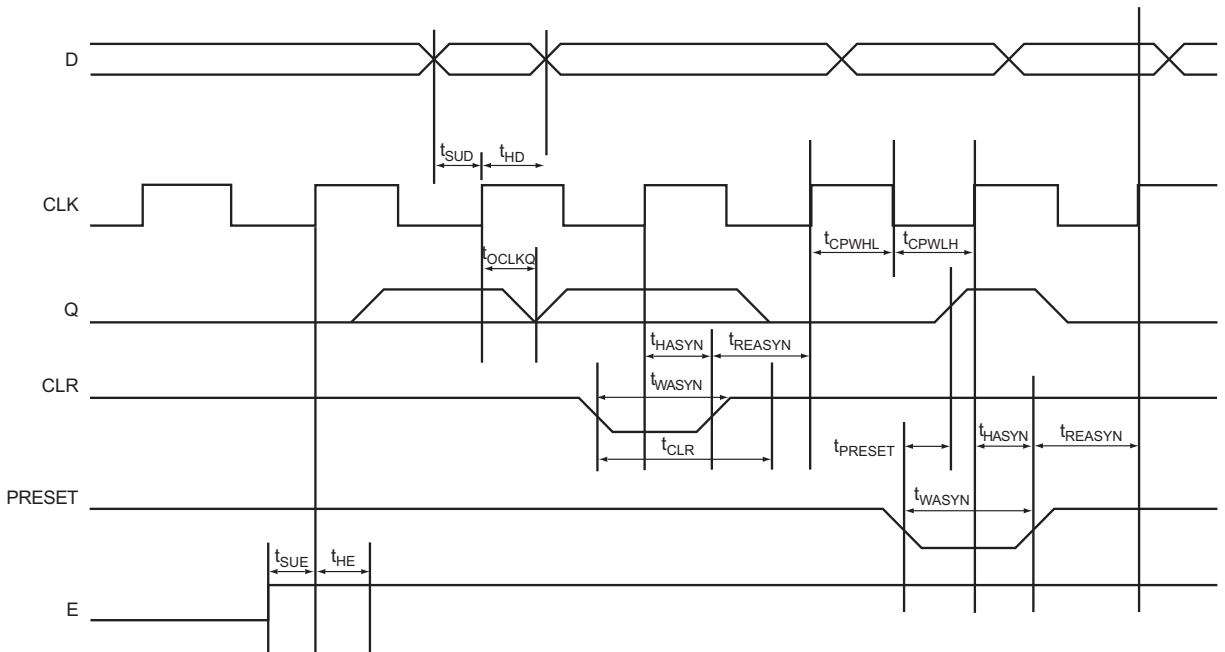 D
tSUD
tHD
CLK
tCPWHL
tCPWLH
tOCLKQ
Q
tHASYN
tREASYN
CLR
tWASYN
tCLR
tPRESET
tHASYN
tREASYN
PRESET
tWASYN
tSUE
tHE
E